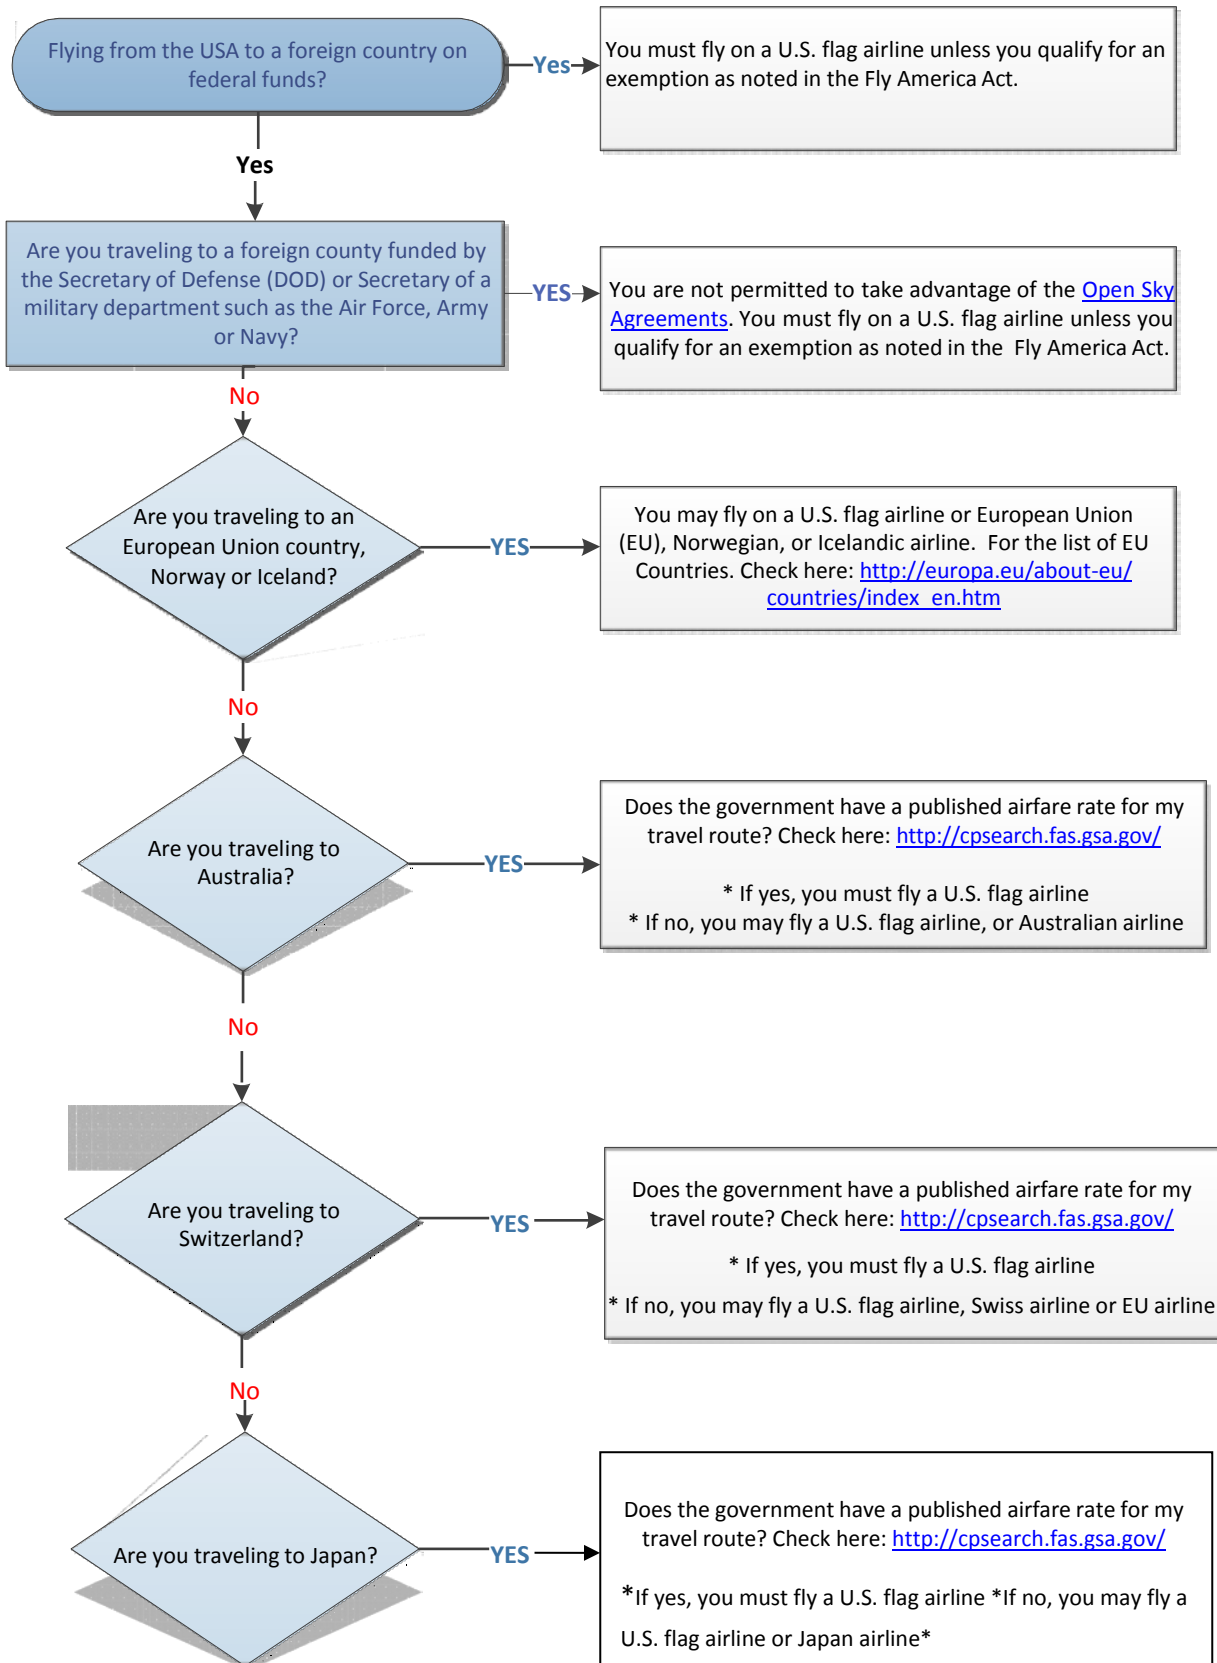 Flying from the USA to a foreign country on
federal funds?
Yes
You must fly on a U.S. flag airline unless you qualify for an
exemption as noted in the Fly America Act.
Yes
Are you traveling to a foreign county funded by
the Secretary of Defense (DOD) or Secretary of a
military department such as the Air Force, Army
or Navy?
YES
You are not permitted to take advantage of the Open Sky
Agreements. You must fly on a U.S. flag airline unless you
qualify for an exemption as noted in the Fly America Act.
No
Are you traveling to an
European Union country,
Norway or Iceland?
YES
You may fly on a U.S. flag airline or European Union
(EU), Norwegian, or Icelandic airline. For the list of EU
Countries. Check here: http://europa.eu/about-eu/
countries/index_en.htm
No
Are you traveling to
Australia?
YES
Does the government have a published airfare rate for my
travel route? Check here: http://cpsearch.fas.gsa.gov/
* If yes, you must fly a U.S. flag airline
* If no, you may fly a U.S. flag airline, or Australian airline
No
Are you traveling to
Switzerland?
YES
Does the government have a published airfare rate for my
travel route? Check here: http://cpsearch.fas.gsa.gov/
* If yes, you must fly a U.S. flag airline
* If no, you may fly a U.S. flag airline, Swiss airline or EU airline
No
Are you traveling to Japan?
YES
Does the government have a published airfare rate for my
travel route? Check here: http://cpsearch.fas.gsa.gov/
*If yes, you must fly a U.S. flag airline *If no, you may fly a
U.S. flag airline or Japan airline*